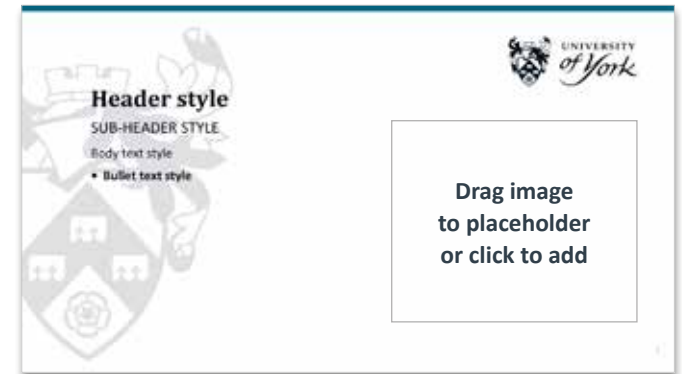 UNIVERSITY
of York
Header style
SUB-HEADER STYLE
Body text style
• Bullet text style
Drag image
to placeholder
or click to add